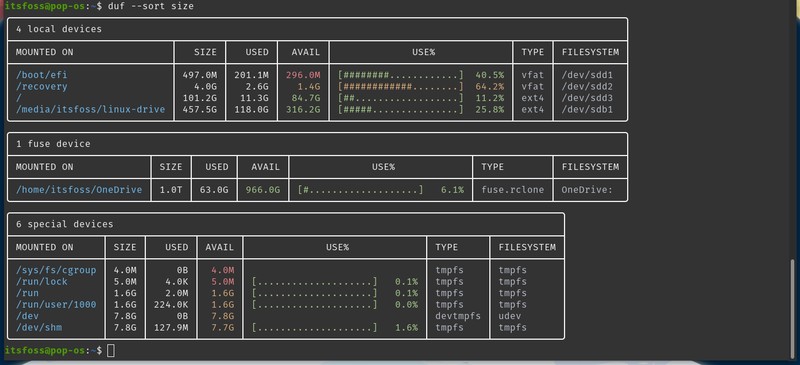 itsfoss@pop-os:~$ duf --sort size
4 local devices
MOUNTED ON SIZE USED AVAIL USE% TYPE FILESYSTEM
/boot/efi 497.0M 201.1M 296.0M [########............] 40.5% vfat /dev/sdd1
/recovery 4.0G 2.6G 1.4G [############........] 64.2% vfat /dev/sdd2
/ 101.2G 11.3G 84.7G [##..................] 11.2% ext4 /dev/sdd3
/media/itsfoss/linux-drive 457.5G 118.0G 316.2G [#####...............] 25.8% ext4 /dev/sdb1
1 fuse device
MOUNTED ON SIZE USED AVAIL USE% TYPE FILESYSTEM
/home/itsfoss/OneDrive 1.0T 63.0G 966.0G [#...................] 6.1% fuse.rclone OneDrive:
6 special devices
MOUNTED ON SIZE USED AVAIL USE% TYPE FILESYSTEM
/sys/fs/cgroup 4.0M 0B 4.0M tmpfs tmpfs
/run/lock 5.0M 4.0K 5.0M [....................] 0.1% tmpfs tmpfs
/run 1.6G 2.0M 1.6G [....................] 0.1% tmpfs tmpfs
/run/user/1000 1.6G 224.0K 1.6G [....................] 0.0% tmpfs tmpfs
/dev 7.8G 0B 7.8G devtmpfs udev
/dev/shm 7.8G 127.9M 7.7G [....................] 1.6% tmpfs tmpfs
itsfoss@pop-os:~$